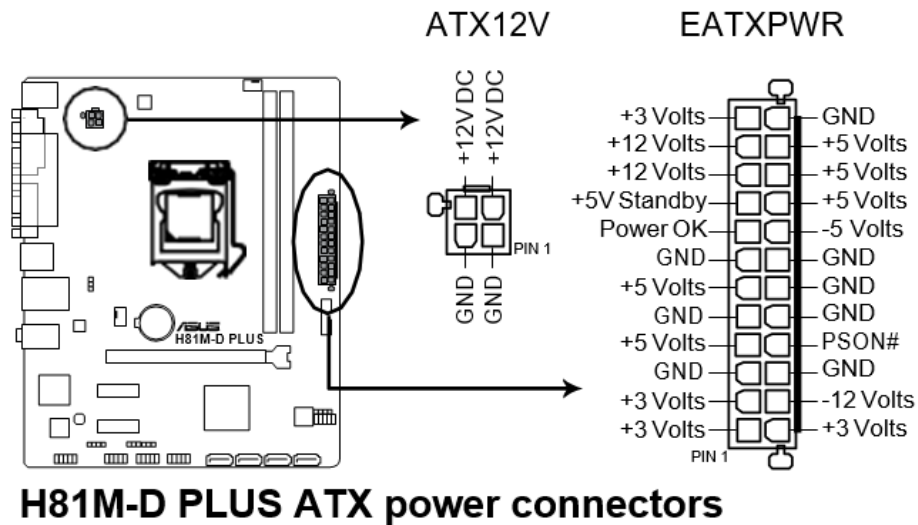 ATX12V
EATXPWR
+12V DC
+12V DC
PIN 1
GND
GND
+3 Volts
+12 Volts
+12 Volts
+5V Standby
Power OK
GND
+5 Volts
GND
+5 Volts
GND
+3 Volts
+3 Volts
PIN 1
GND
+5 Volts
+5 Volts
+5 Volts
-5 Volts
GND
GND
GND
PSON#
GND
-12 Volts
+3 Volts
ASUS
H81M-D PLUS
H81M-D PLUS ATX power connectors